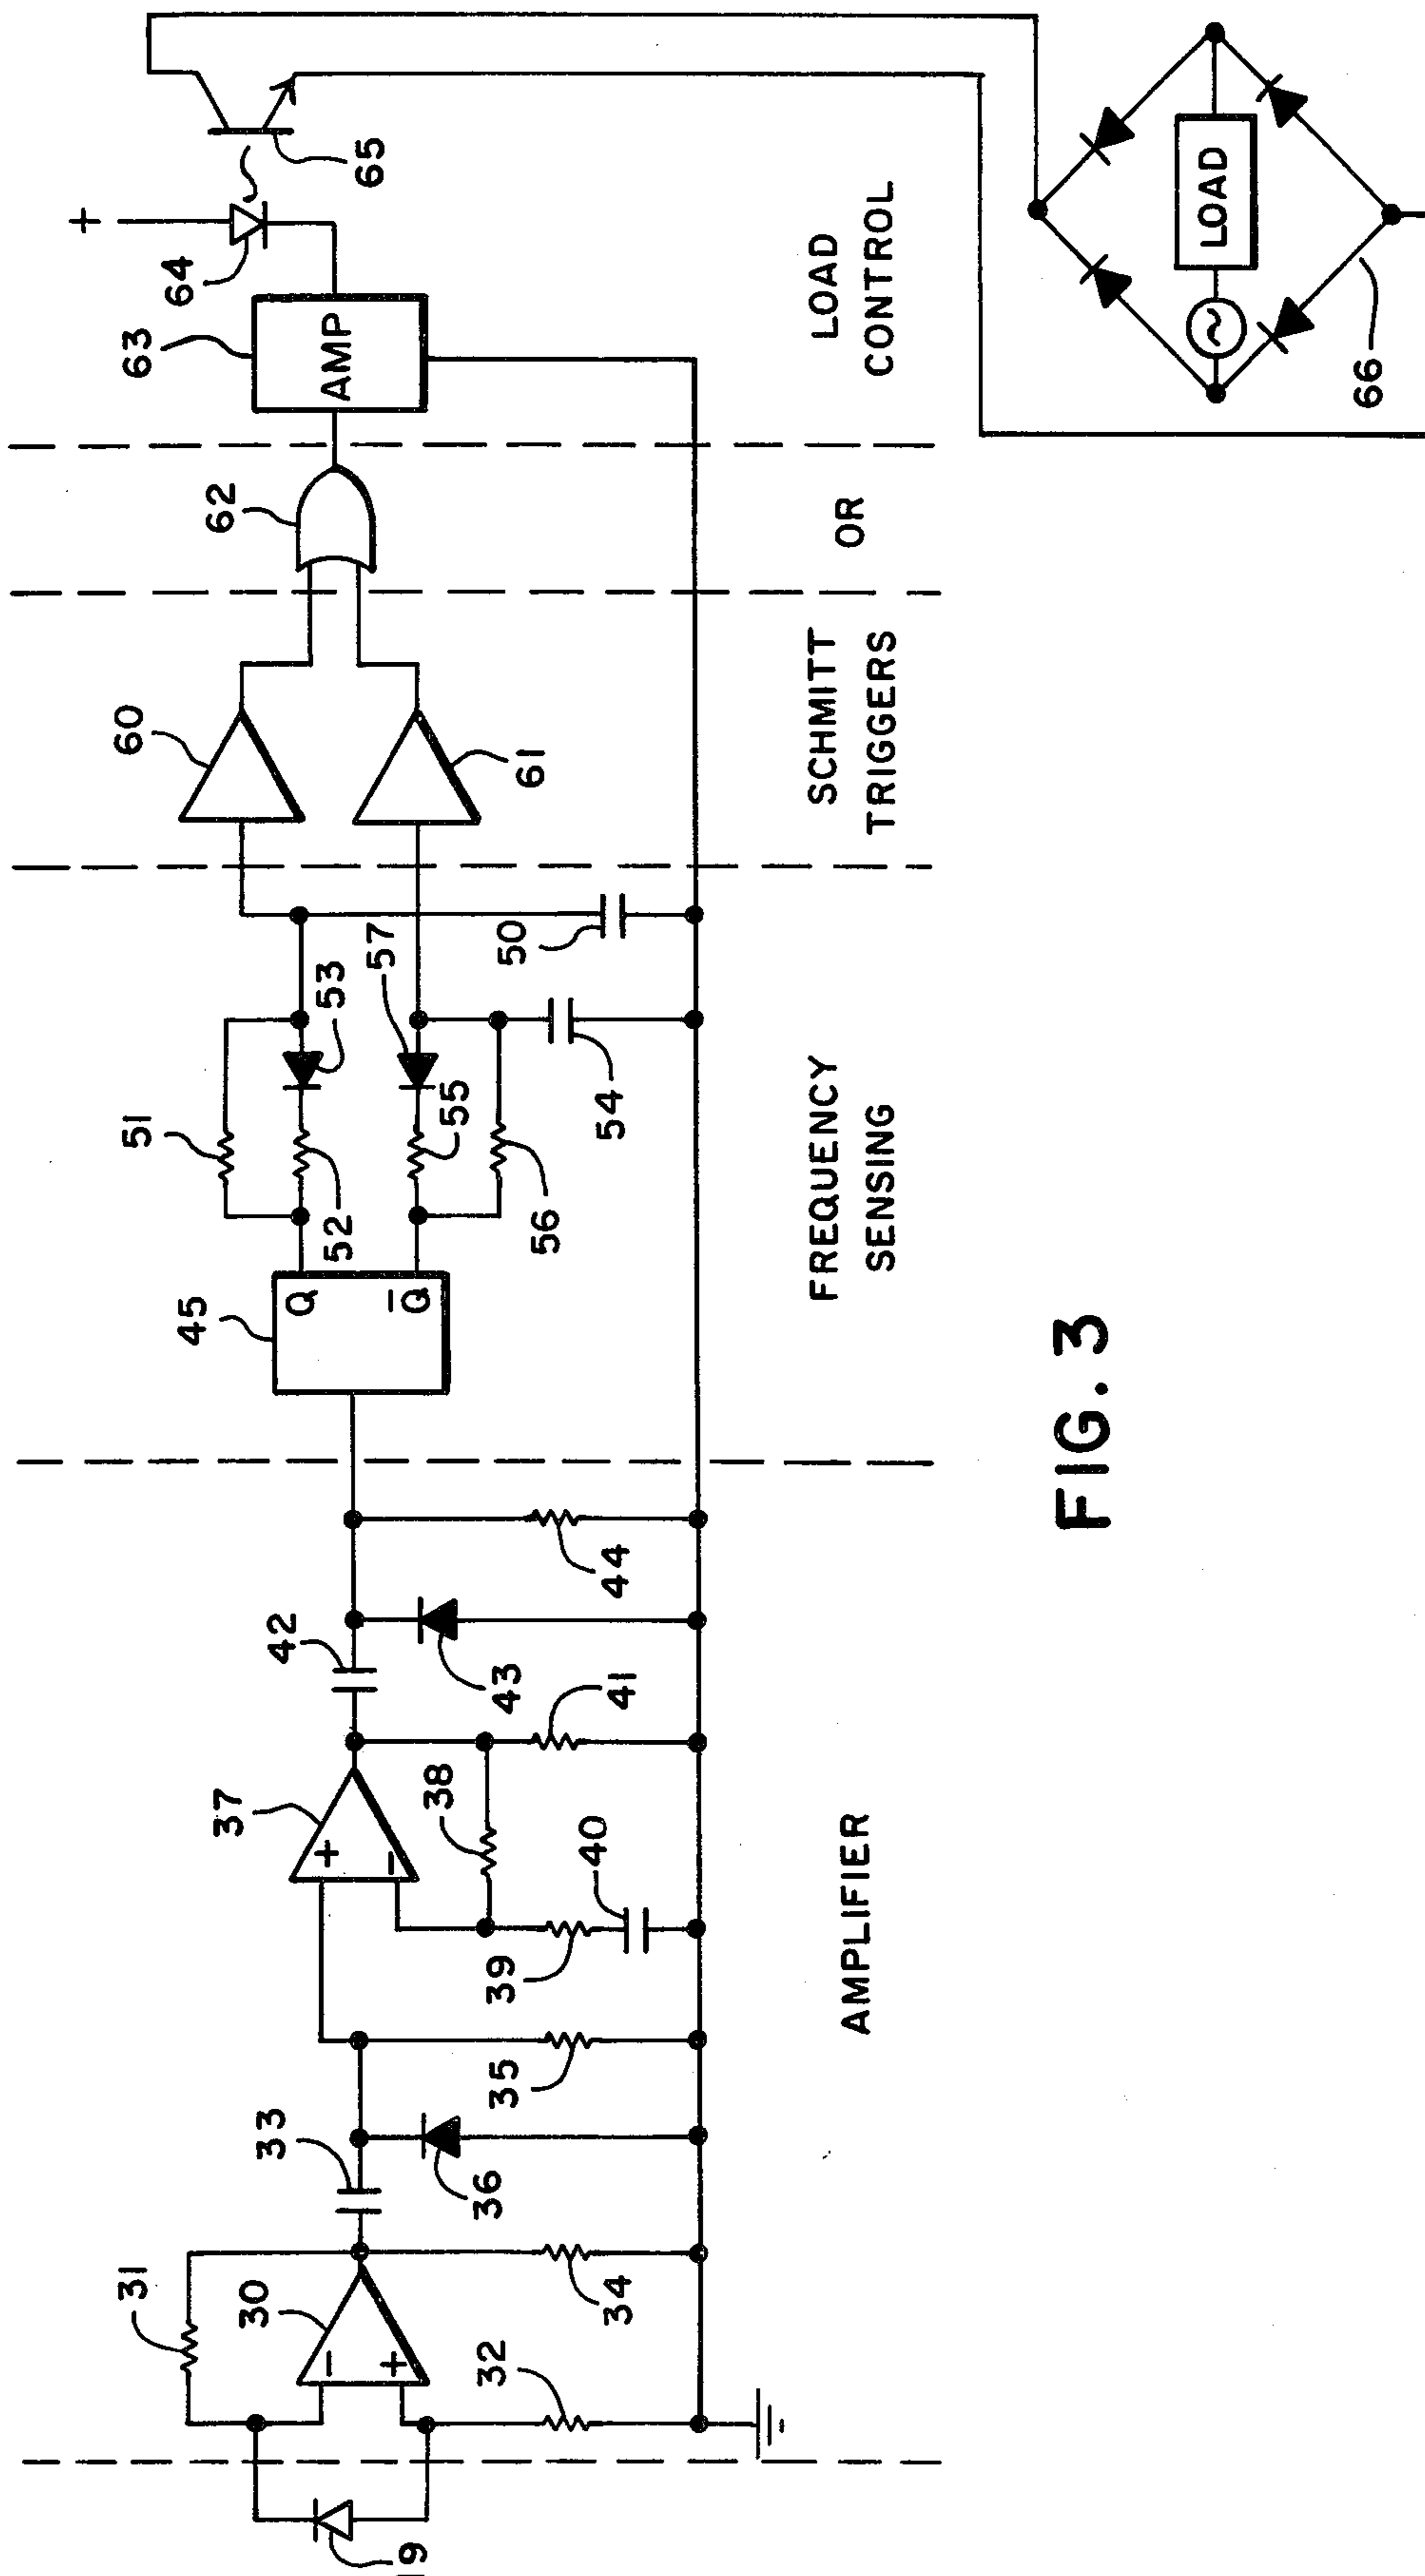 31
30
9
32
34
33
36
35
37
39
38
40
41
42
43
44
45
Q
Q̅
51
52
53
55
56
57
54
50
60
61
62
63
AMP
64
65
+
−
+
+
−
AMPLIFIER
FREQUENCY
SENSING
SCHMITT
TRIGGERS
OR
LOAD
CONTROL
LOAD
~
66
FIG. 3